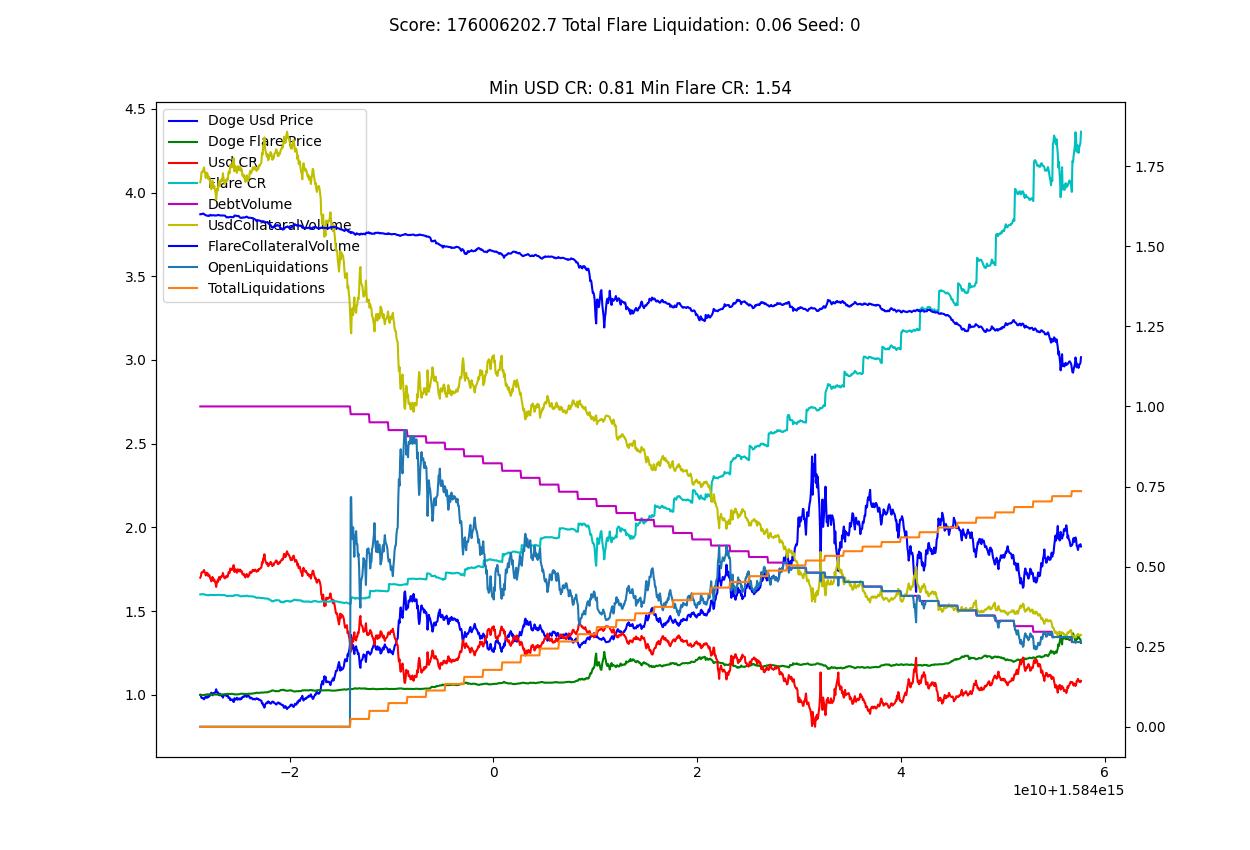 Score: 176006202.7 Total Flare Liquidation: 0.06 Seed: 0
Min USD CR: 0.81 Min Flare CR: 1.54
4.5
4.0
3.5
3.0
2.5
2.0
1.5
1.0
Doge Usd Price
Doge Flare Price
Usd CR
Flare CR
DebtVolume
UsdCollateralVolume
FlareCollateralVolume
OpenLiquidations
TotalLiquidations
1.75
1.50
1.25
1.00
0.75
0.50
0.25
0.00
−2 0 2 4 6
1e10+1.584e15